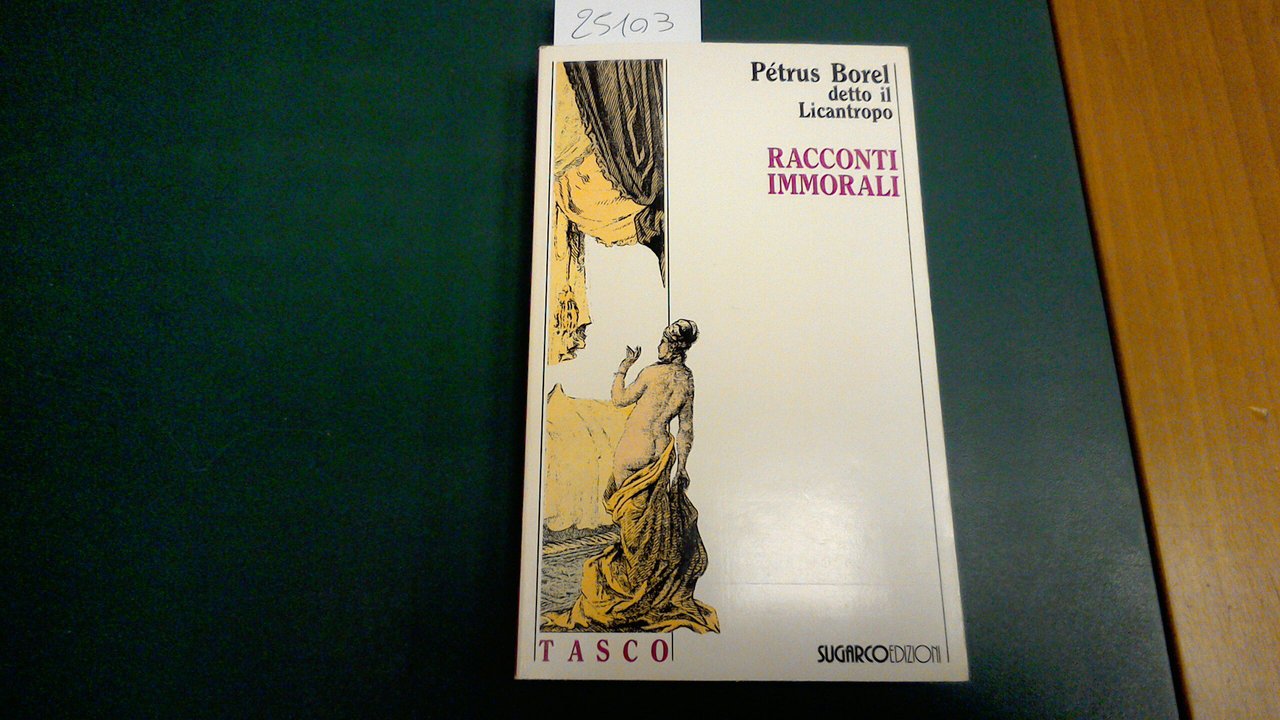 25103
Pétrus Borel
detto il
Licantropo
RACCONTI
IMMORALI
TASCO
SUGARCOEDIZIONI